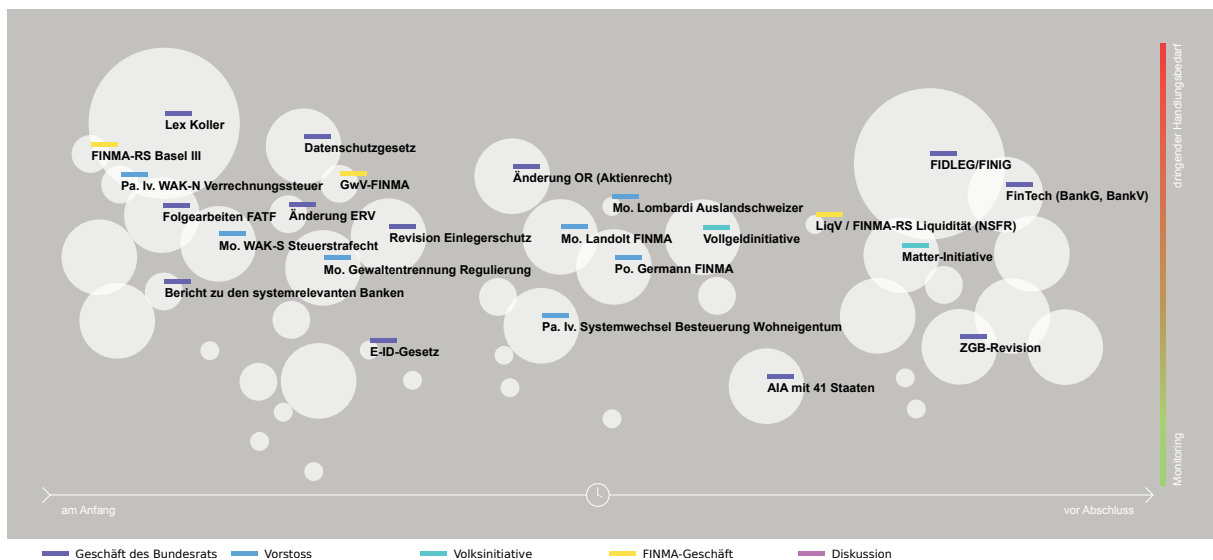 Lex Koller
Datenschutzgesetz
FINMA-RS Basel III
FIDLEG/FINIG
Änderung OR (Aktienrecht)
Pa. Iv. WAK-N Verrechnungssteuer
GwV-FINMA
FinTech (BankG, BankV)
Mo. Lombardi Auslandschweizer
Folgearbeiten FATF
Änderung ERV
LiqV / FINMA-RS Liquidität (NSFR)
Revision Einlegerschutz
Mo. Landolt FINMA
Vollgeldinitiative
Mo. WAK-S Steuerstrafecht
Matter-Initiative
Mo. Gewaltentrennung Regulierung
Po. Germann FINMA
Bericht zu den systemrelevanten Banken
Pa. Iv. Systemwechsel Besteuerung Wohneigentum
E-ID-Gesetz
ZGB-Revision
AIA mit 41 Staaten
dringender Handlungsbedarf
Monitoring
am Anfang
vor Abschluss
Geschäft des Bundesrats
Vorstoss
Volksinitiative
FINMA-Geschäft
Diskussion